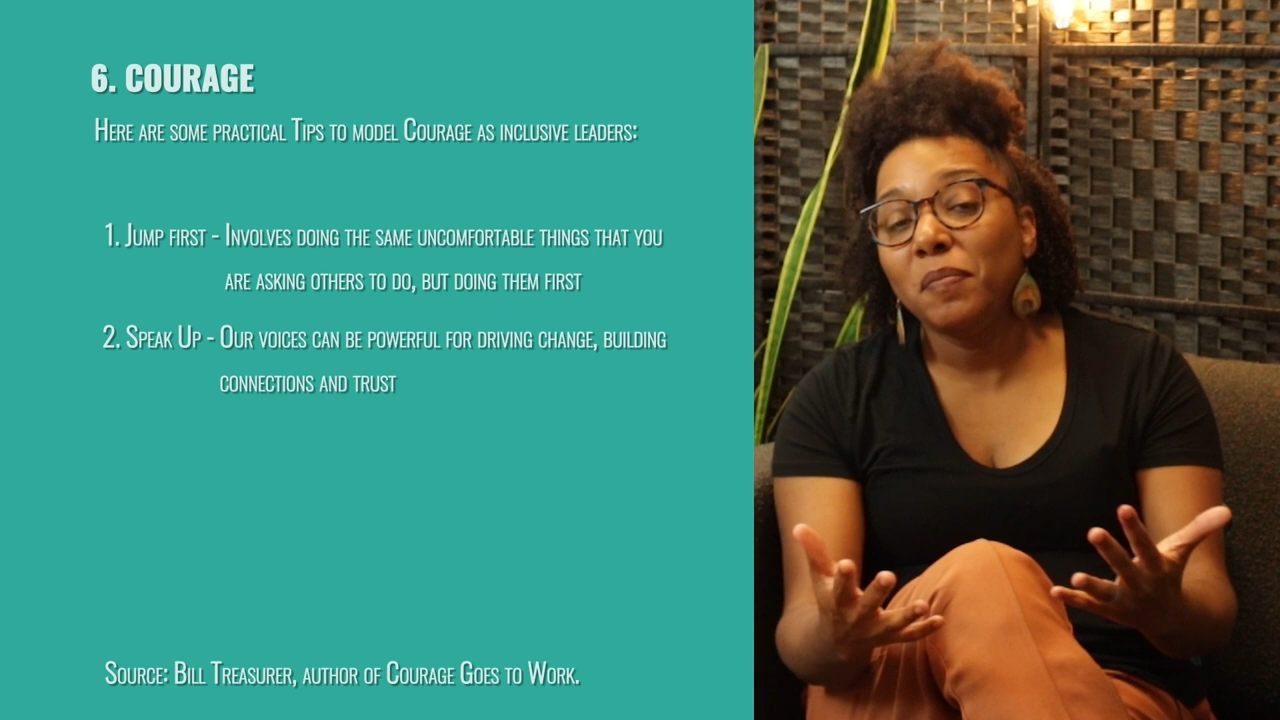 6. COURAGE
Here are some practical Tips to model Courage as inclusive leaders:
1. Jump first - Involves doing the same uncomfortable things that you
are asking others to do, but doing them first
2. Speak Up - Our voices can be powerful for driving change, building
connections and trust
Source: Bill Treasurer, author of Courage Goes to Work.